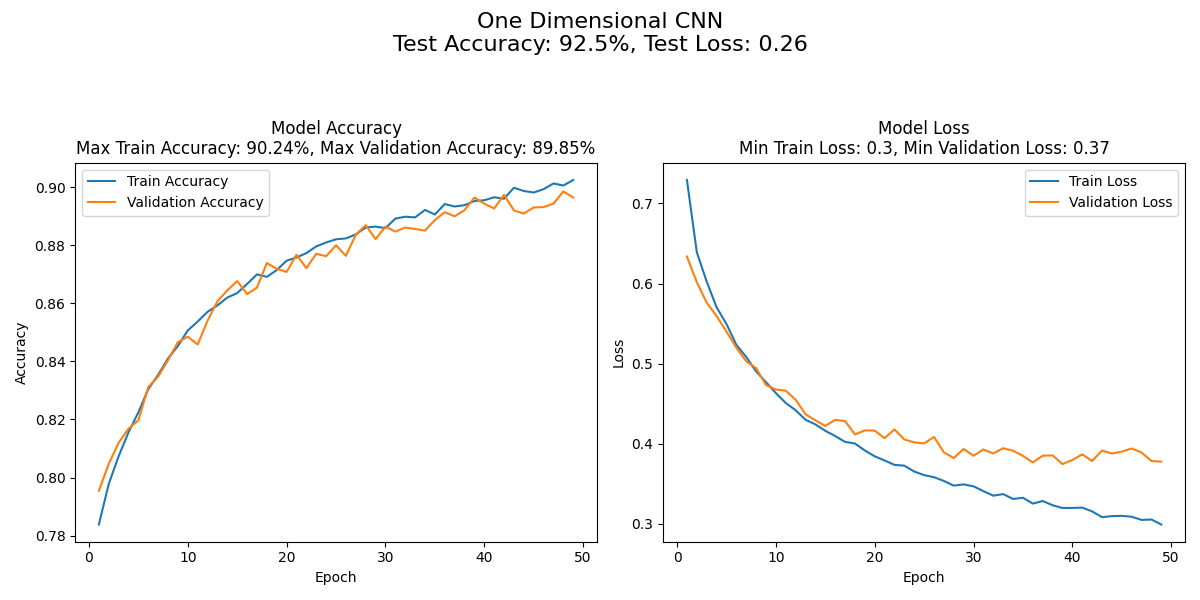 One Dimensional CNN
Test Accuracy: 92.5%, Test Loss: 0.26
Model Accuracy
Max Train Accuracy: 90.24%, Max Validation Accuracy: 89.85%
Train Accuracy
Validation Accuracy
0.90
0.88
0.86
0.84
0.82
0.80
0.78
Accuracy
0 10 20 30 40 50
Epoch
Model Loss
Min Train Loss: 0.3, Min Validation Loss: 0.37
Train Loss
Validation Loss
0.7
0.6
0.5
0.4
0.3
Loss
0 10 20 30 40 50
Epoch